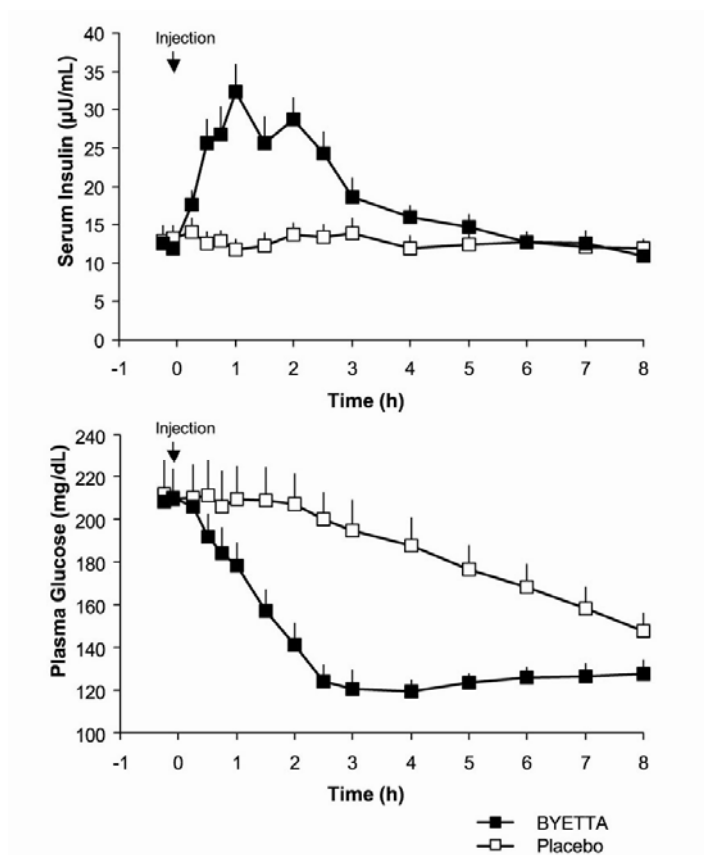 Injection
Serum Insulin (µU/mL)
40
35
30
25
20
15
10
5
0
-1 0 1 2 3 4 5 6 7 8
Time (h)
Injection
Plasma Glucose (mg/dL)
240
220
200
180
160
140
120
100
-1 0 1 2 3 4 5 6 7 8
Time (h)
BYETTA
Placebo